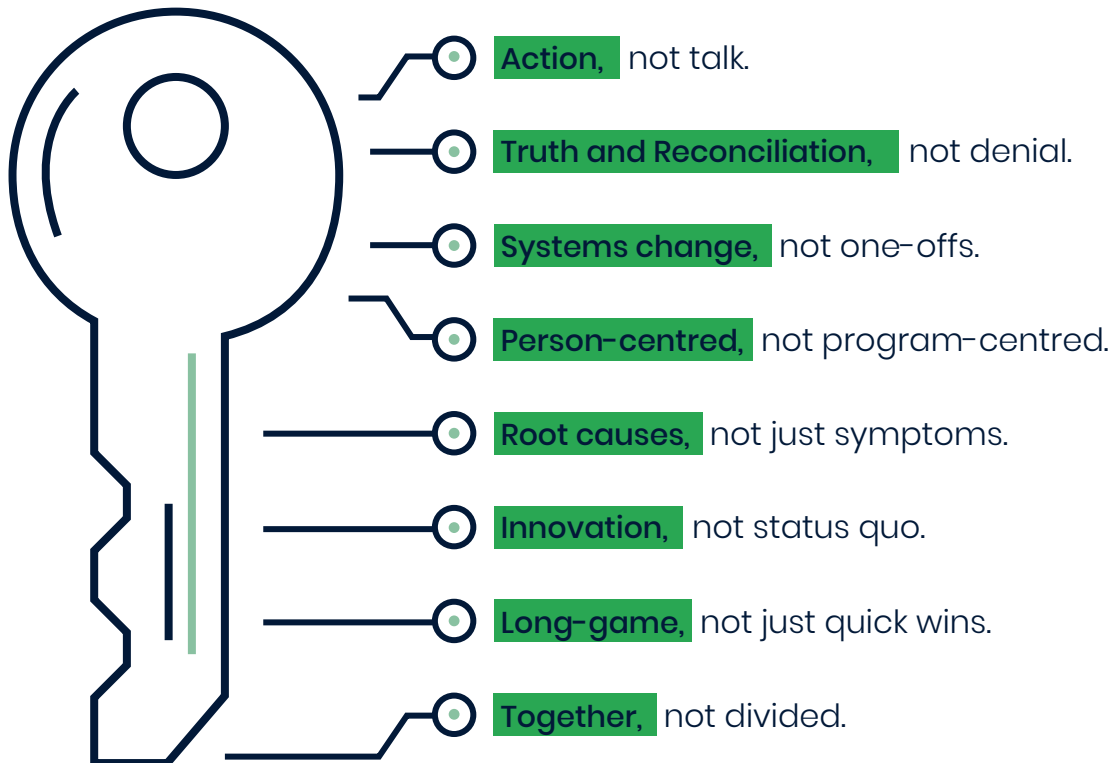 Action, not talk.
Truth and Reconciliation, not denial.
Systems change, not one-offs.
Person-centred, not program-centred.
Root causes, not just symptoms.
Innovation, not status quo.
Long-game, not just quick wins.
Together, not divided.